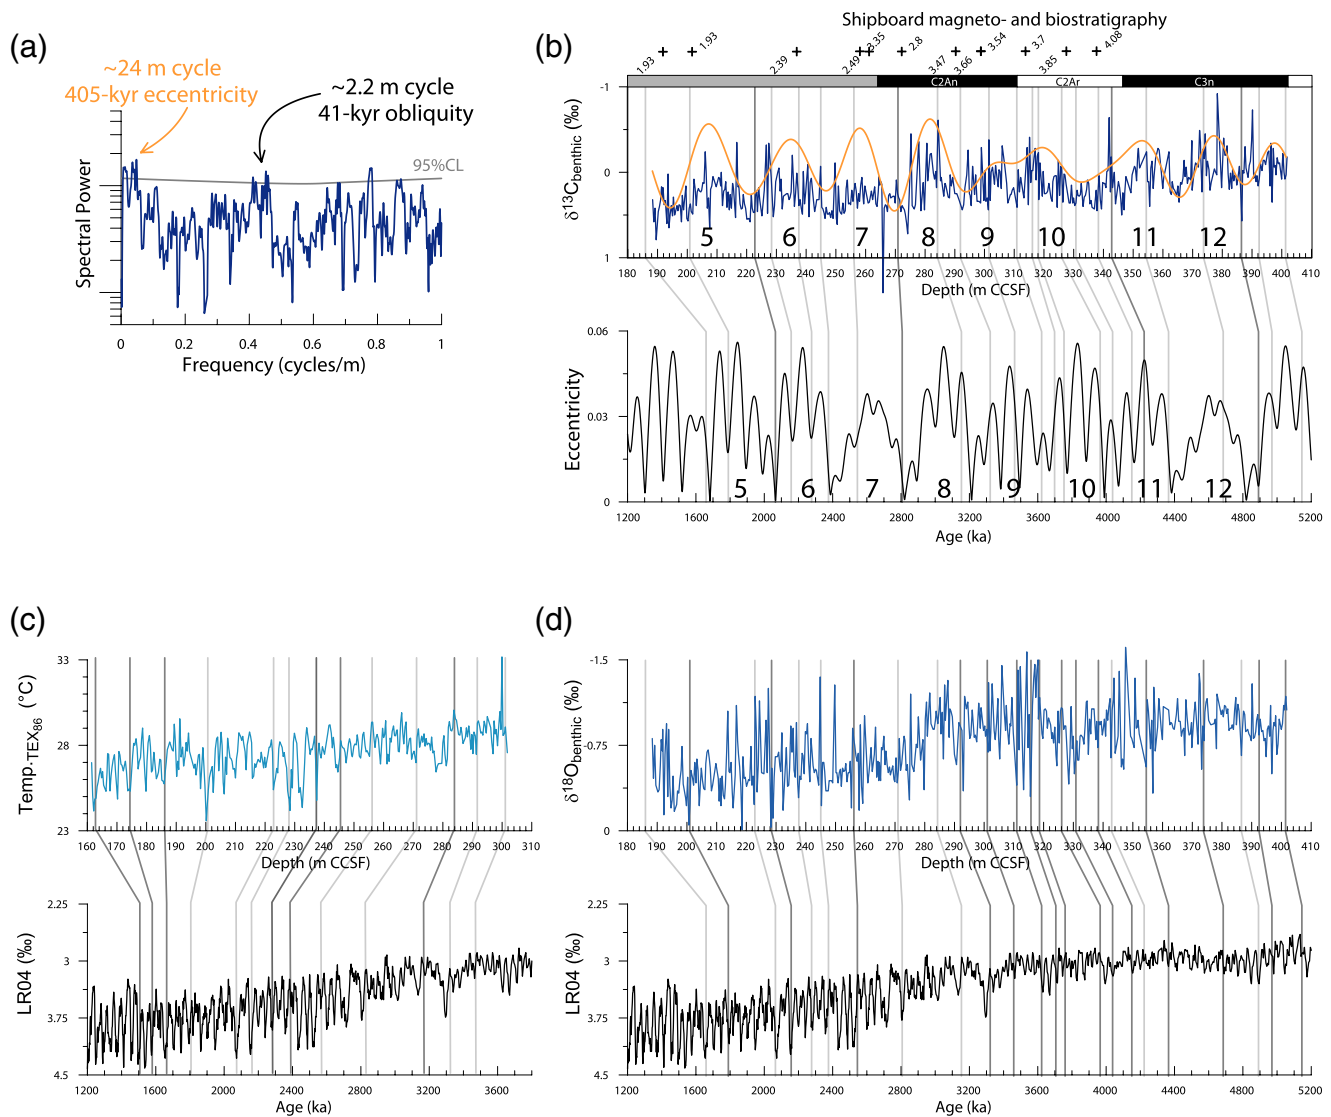 (a)
~24 m cycle
405-kyr eccentricity
~2.2 m cycle
41-kyr obliquity
95%CL
Spectral Power
0 0.2 0.4 0.6 0.8 1
Frequency (cycles/m)
(b)
Shipboard magneto- and biostratigraphy
1.93 1.93 2.39 2.49 3.35 2.8 3.47 3.66 3.54 3.7 3.85 4.08
C2An C2Ar C3n
-1
0
1
δ13Cbenthic (‰)
5 6 7 8 9 10 11 12
180 190 200 210 220 230 240 250 260 270 280 290 300 310 320 330 340 350 360 370 380 390 400 410
Depth (m CCSF)
0.06
0.03
0
Eccentricity
5 6 7 8 9 10 11 12
1200 1600 2000 2400 2800 3200 3600 4000 4400 4800 5200
Age (ka)
(c)
33
28
23
Temp.TEX86 (°C)
160 170 180 190 200 210 220 230 240 250 260 270 280 290 300 310
Depth (m CCSF)
2.25
3
3.75
4.5
LR04 (‰)
1200 1600 2000 2400 2800 3200 3600
Age (ka)
(d)
-1.5
-0.75
0
δ18Obenthic (‰)
180 190 200 210 220 230 240 250 260 270 280 290 300 310 320 330 340 350 360 370 380 390 400 410
Depth (m CCSF)
2.25
3
3.75
4.5
LR04 (‰)
1200 1600 2000 2400 2800 3200 3600 4000 4400 4800 5200
Age (ka)